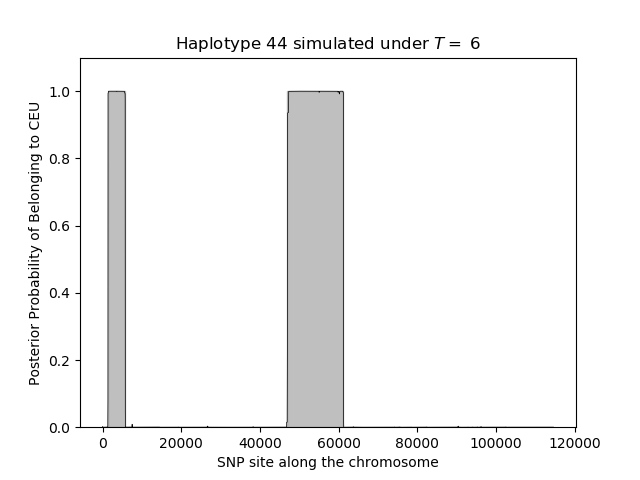 Haplotype 44 simulated under T = 6
Posterior Probability of Belonging to CEU
1.0
0.8
0.6
0.4
0.2
0.0
0 20000 40000 60000 80000 100000 120000
SNP site along the chromosome